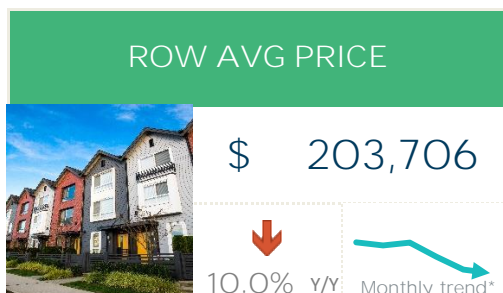 ROW AVG PRICE
$ 203,706
10.0% Y/Y
Monthly trend*